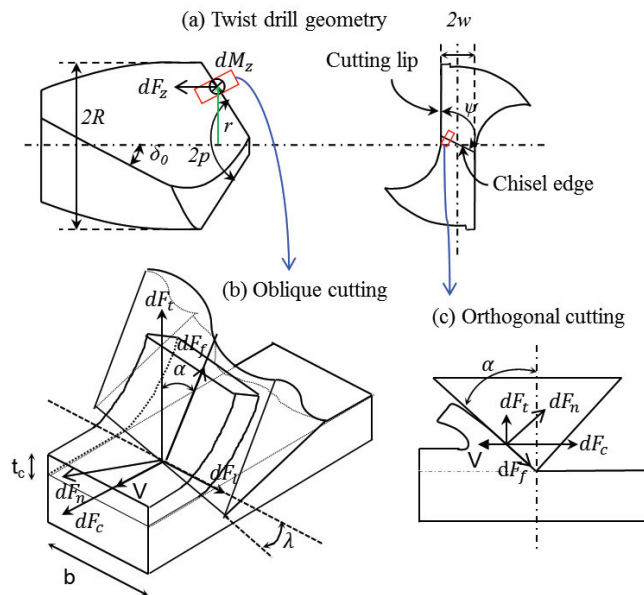 (a) Twist drill geometry
dM_z
dF_z
2R
r
δ_0
2p
2w
Cutting lip
ψ
Chisel edge
(b) Oblique cutting
dF_t
dF_f
α
t_c
dF_n
V
dF_l
dF_c
λ
b
(c) Orthogonal cutting
α
dF_t
dF_n
V
dF_c
dF_f